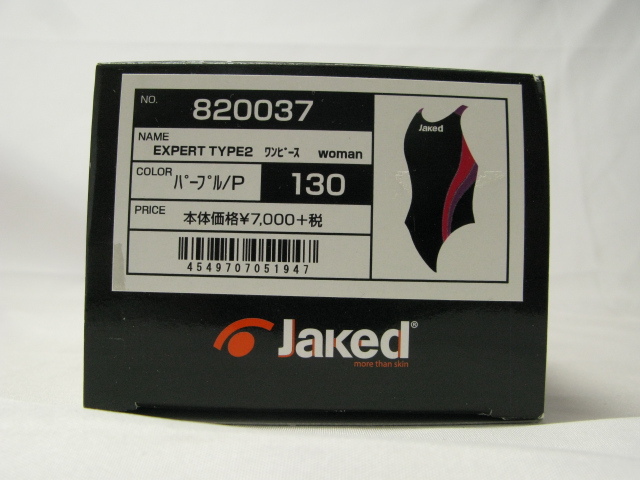 NO. 820037
NAME
EXPERT TYPE2 ﾜﾝﾋﾟｰｽ woman
COLOR ﾊﾟｰﾌﾟﾙ/P 130
PRICE 本体価格¥7,000+税
4549707051947
Jaked
Jaked®
more than skin